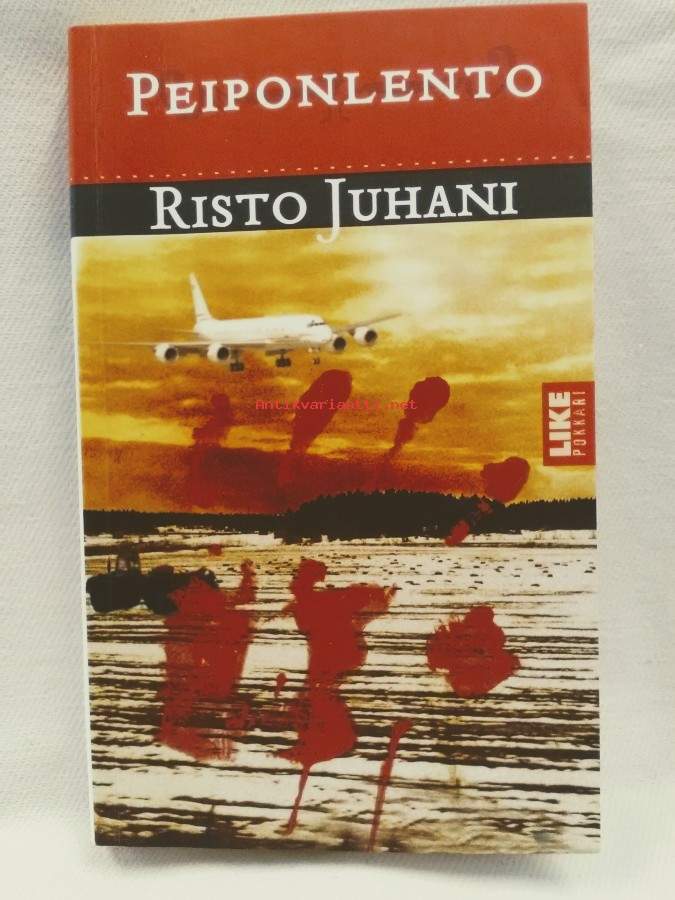 PEIPONLENTO
RISTO JUHANI
Antikvariaatti.net
LIKE
POKKARI